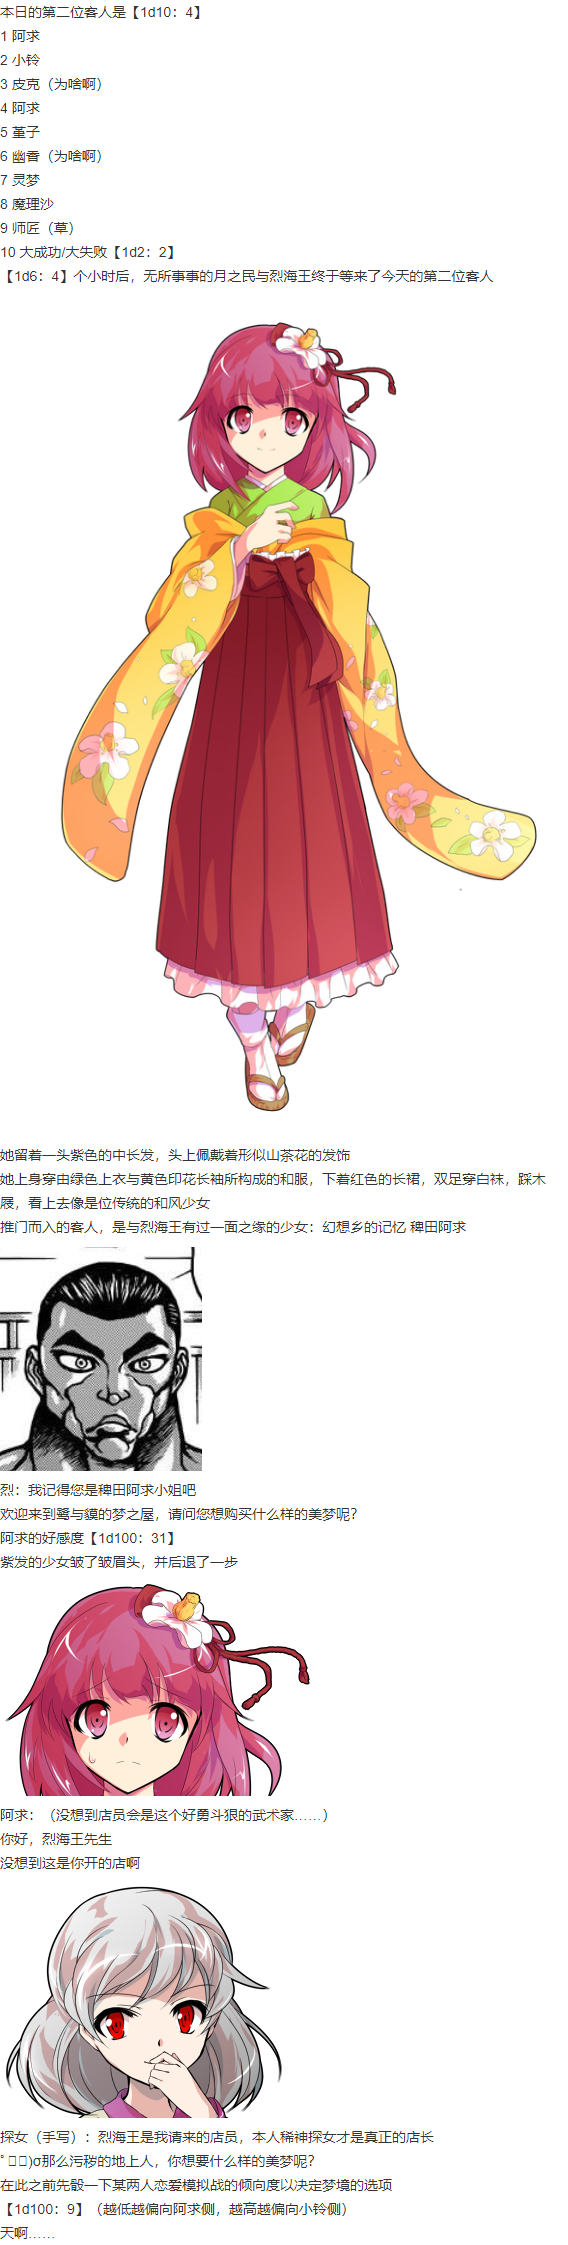 本日的第二位客人是【1d10：4】
1 阿求
2 小铃
3 皮克（为啥啊）
4 阿求
5 堇子
6 幽香（为啥啊）
7 灵梦
8 魔理沙
9 师匠（草）
10 大成功/大失败【1d2：2】
【1d6：4】个小时后，无所事事的月之民与烈海王终于等来了今天的第二位客人
她留着一头紫色的中长发，头上佩戴着形似山茶花的发饰
她上身穿由绿色上衣与黄色印花长袖所构成的和服，下着红色的长裙，双足穿白袜，踩木
屐，看上去像是位传统的和风少女
推门而入的客人，是与烈海王有过一面之缘的少女：幻想乡的记忆 稗田阿求
烈：我记得您是稗田阿求小姐吧
欢迎来到鹭与貘的梦之屋，请问您想购买什么样的美梦呢？
阿求的好感度【1d100：31】
紫发的少女皱了皱眉头，并后退了一步
阿求：（没想到店员会是这个好勇斗狠的武术家……）
你好，烈海王先生
没想到这是你开的店啊
探女（手写）：烈海王是我请来的店员，本人稀神探女才是真正的店长
ﾟ▯▯)σ那么污秽的地上人，你想要什么样的美梦呢？
在此之前先骰一下某两人恋爱模拟战的倾向度以决定梦境的选项
【1d100：9】（越低越偏向阿求侧，越高越偏向小铃侧）
天啊……